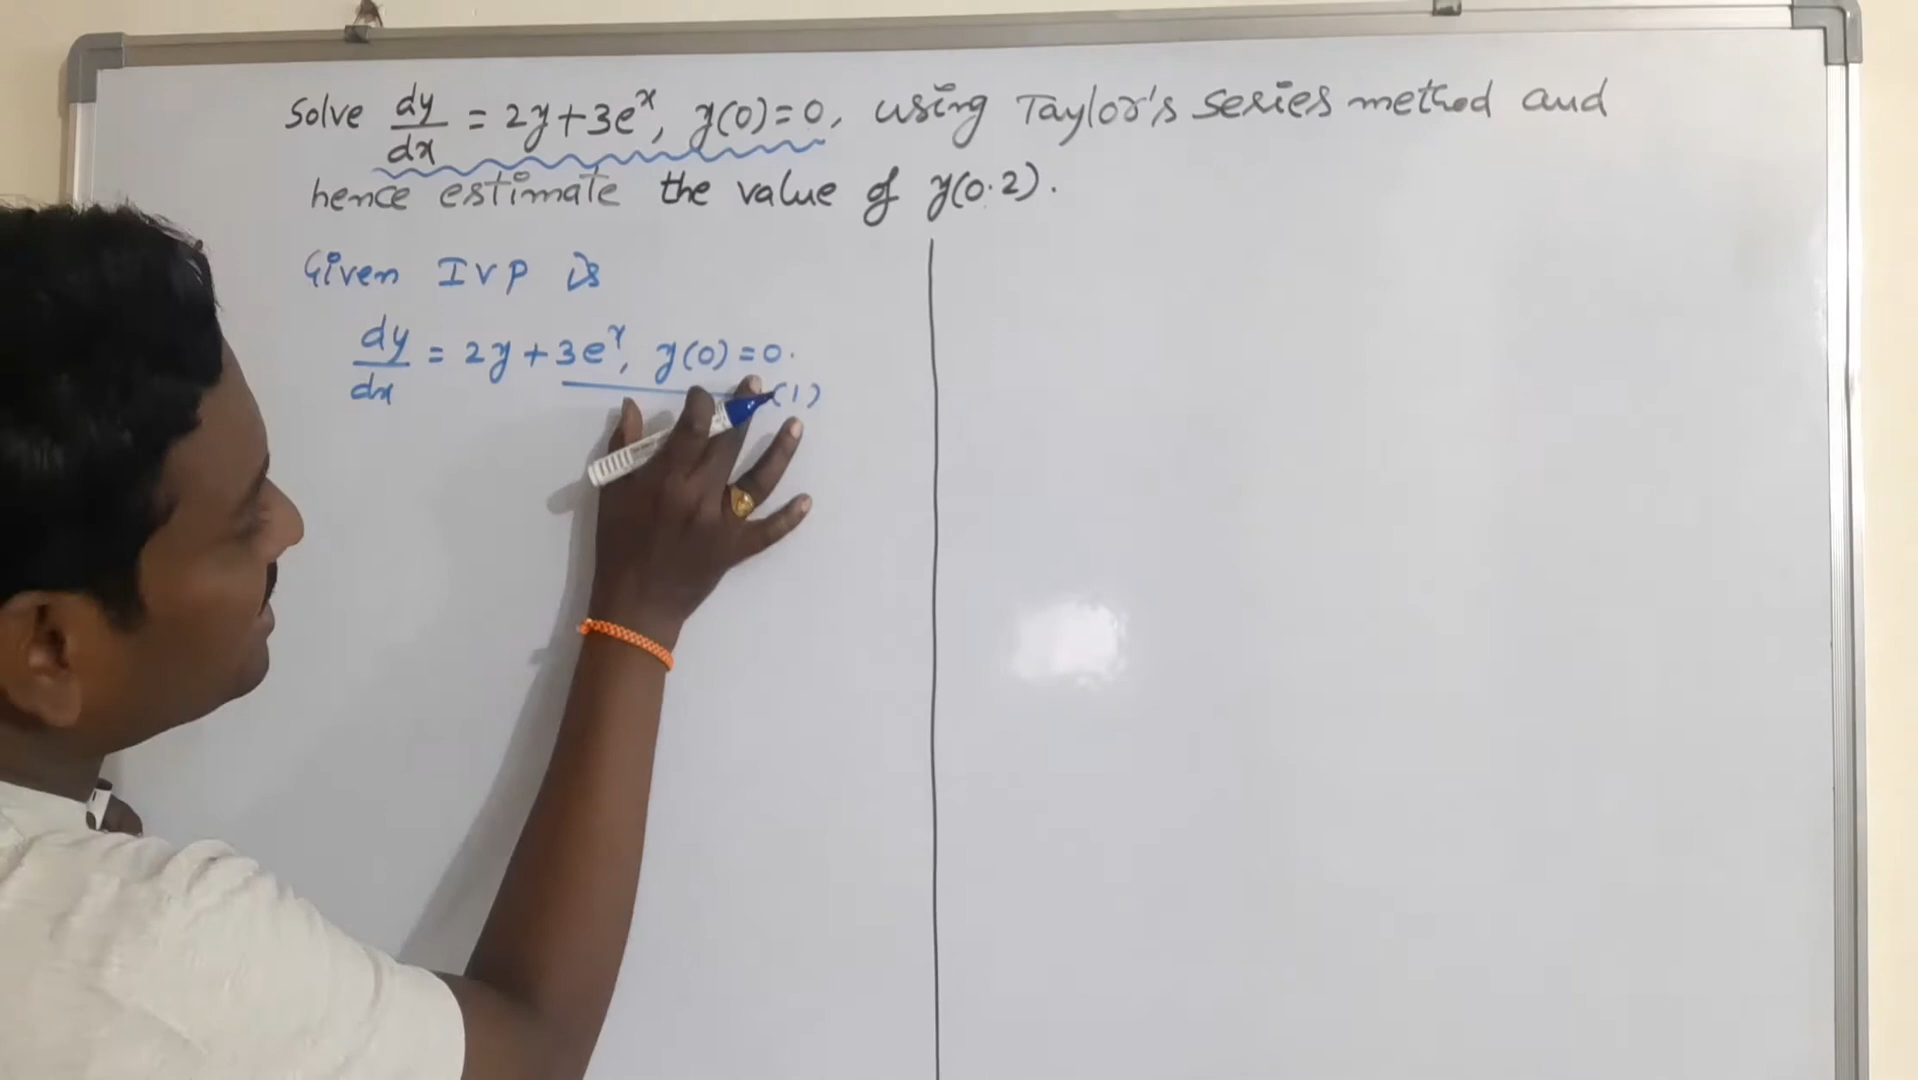 Solve dy/dx = 2y+3e^x, y(0)=0, using Taylor's series method and
hence estimate the value of y(0.2).
Given IVP is
dy/dx = 2y+3e^x, y(0)=0.
(1)